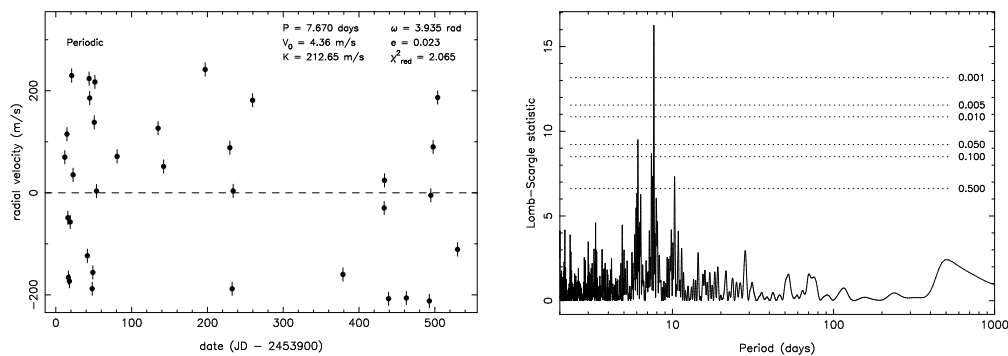 P = 7.670 days ω = 3.935 rad
Periodic
V₀ = 4.36 m/s e = 0.023
K = 212.65 m/s χ²red = 2.065
200
0
−200
radial velocity (m/s)
0 100 200 300 400 500
date (JD − 2453900)
15
10
5
0
Lomb−Scargle statistic
0.001
0.005
0.010
0.050
0.100
0.500
10 100 1000
Period (days)